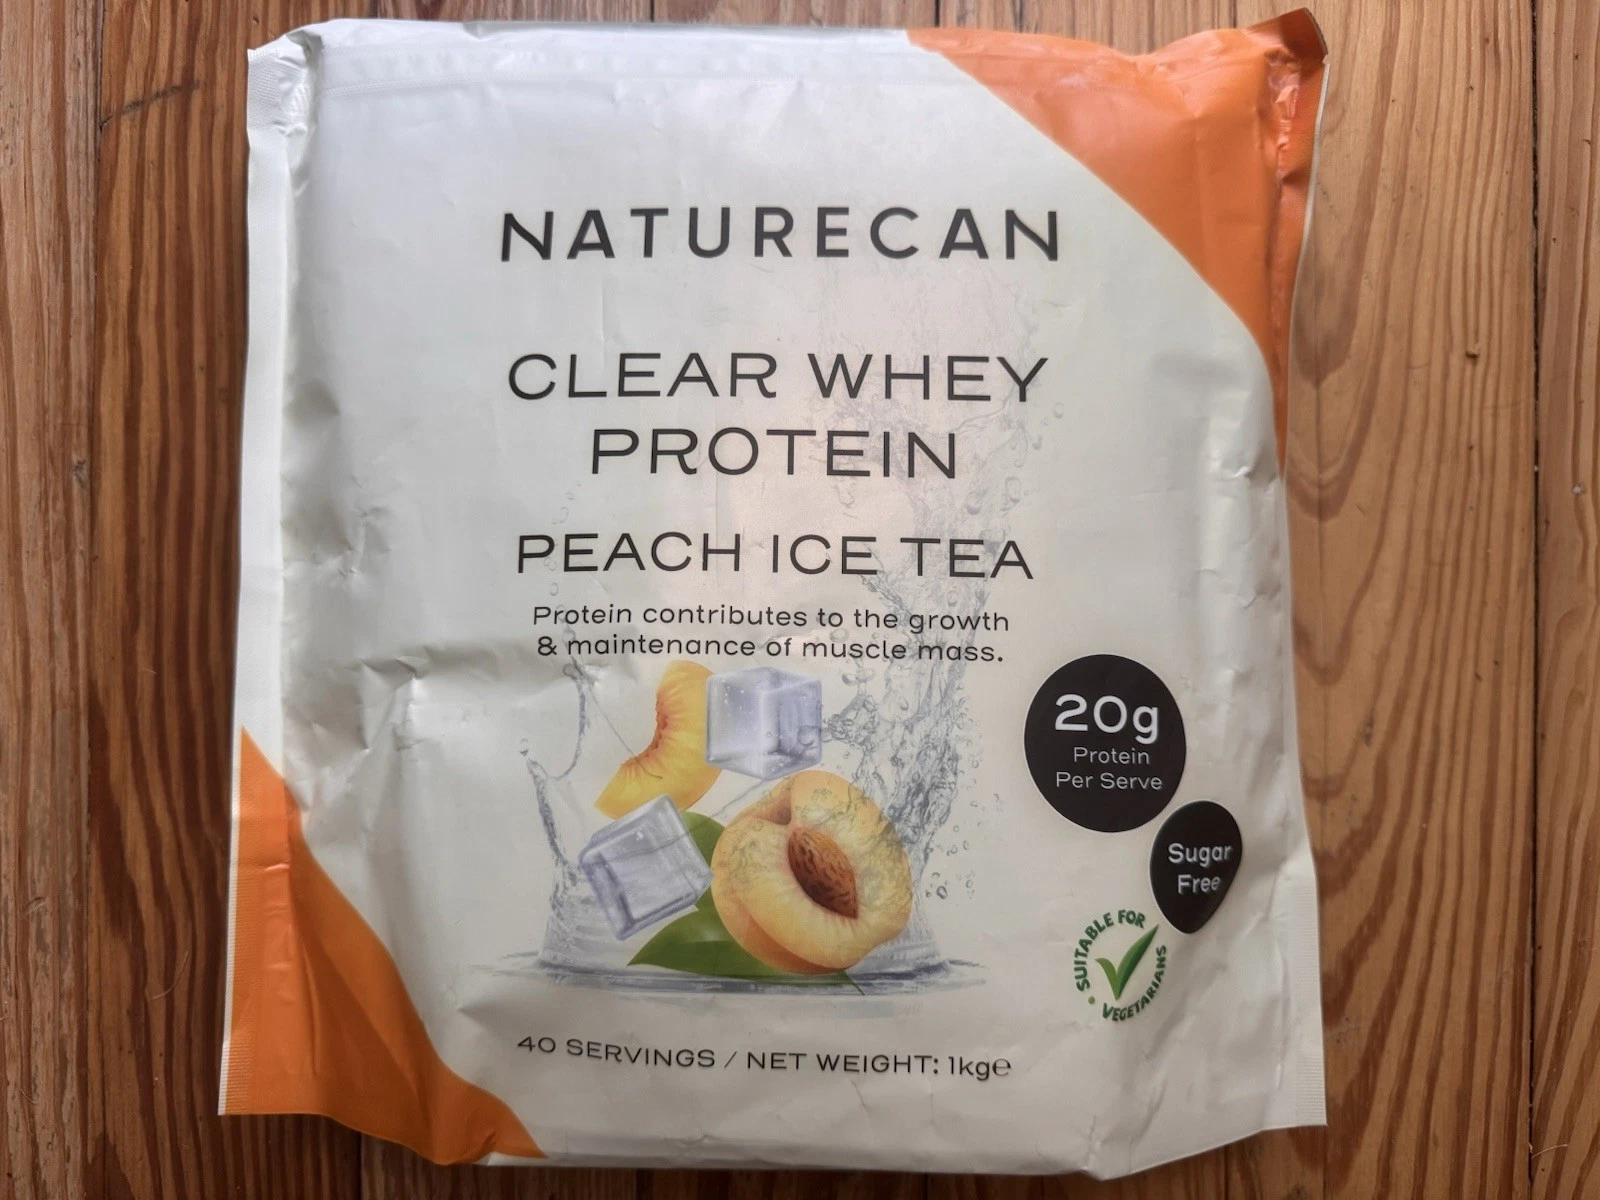 NATURECAN
CLEAR WHEY
PROTEIN
PEACH ICE TEA
Protein contributes to the growth
& maintenance of muscle mass.
20g
Protein
Per Serve
Sugar
Free
SUITABLE FOR
VEGETARIANS
40 SERVINGS / NET WEIGHT: 1kg℮